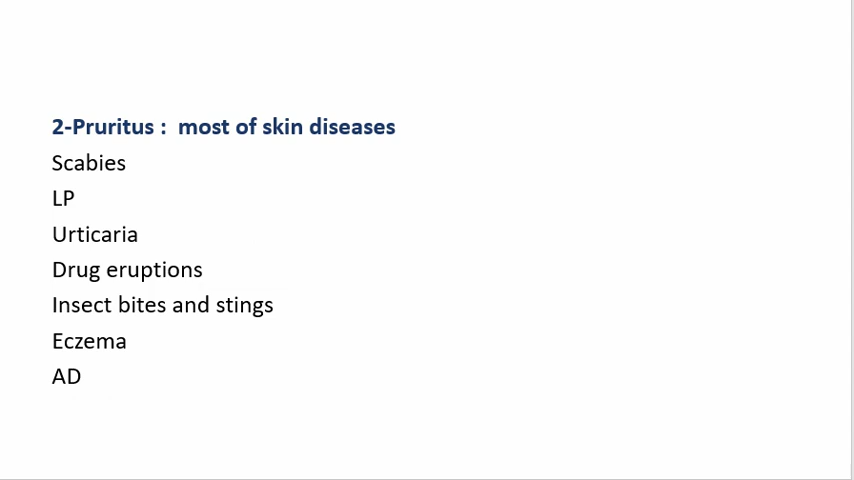 2-Pruritus :  most of skin diseases
Scabies
LP
Urticaria
Drug eruptions
Insect bites and stings
Eczema
AD